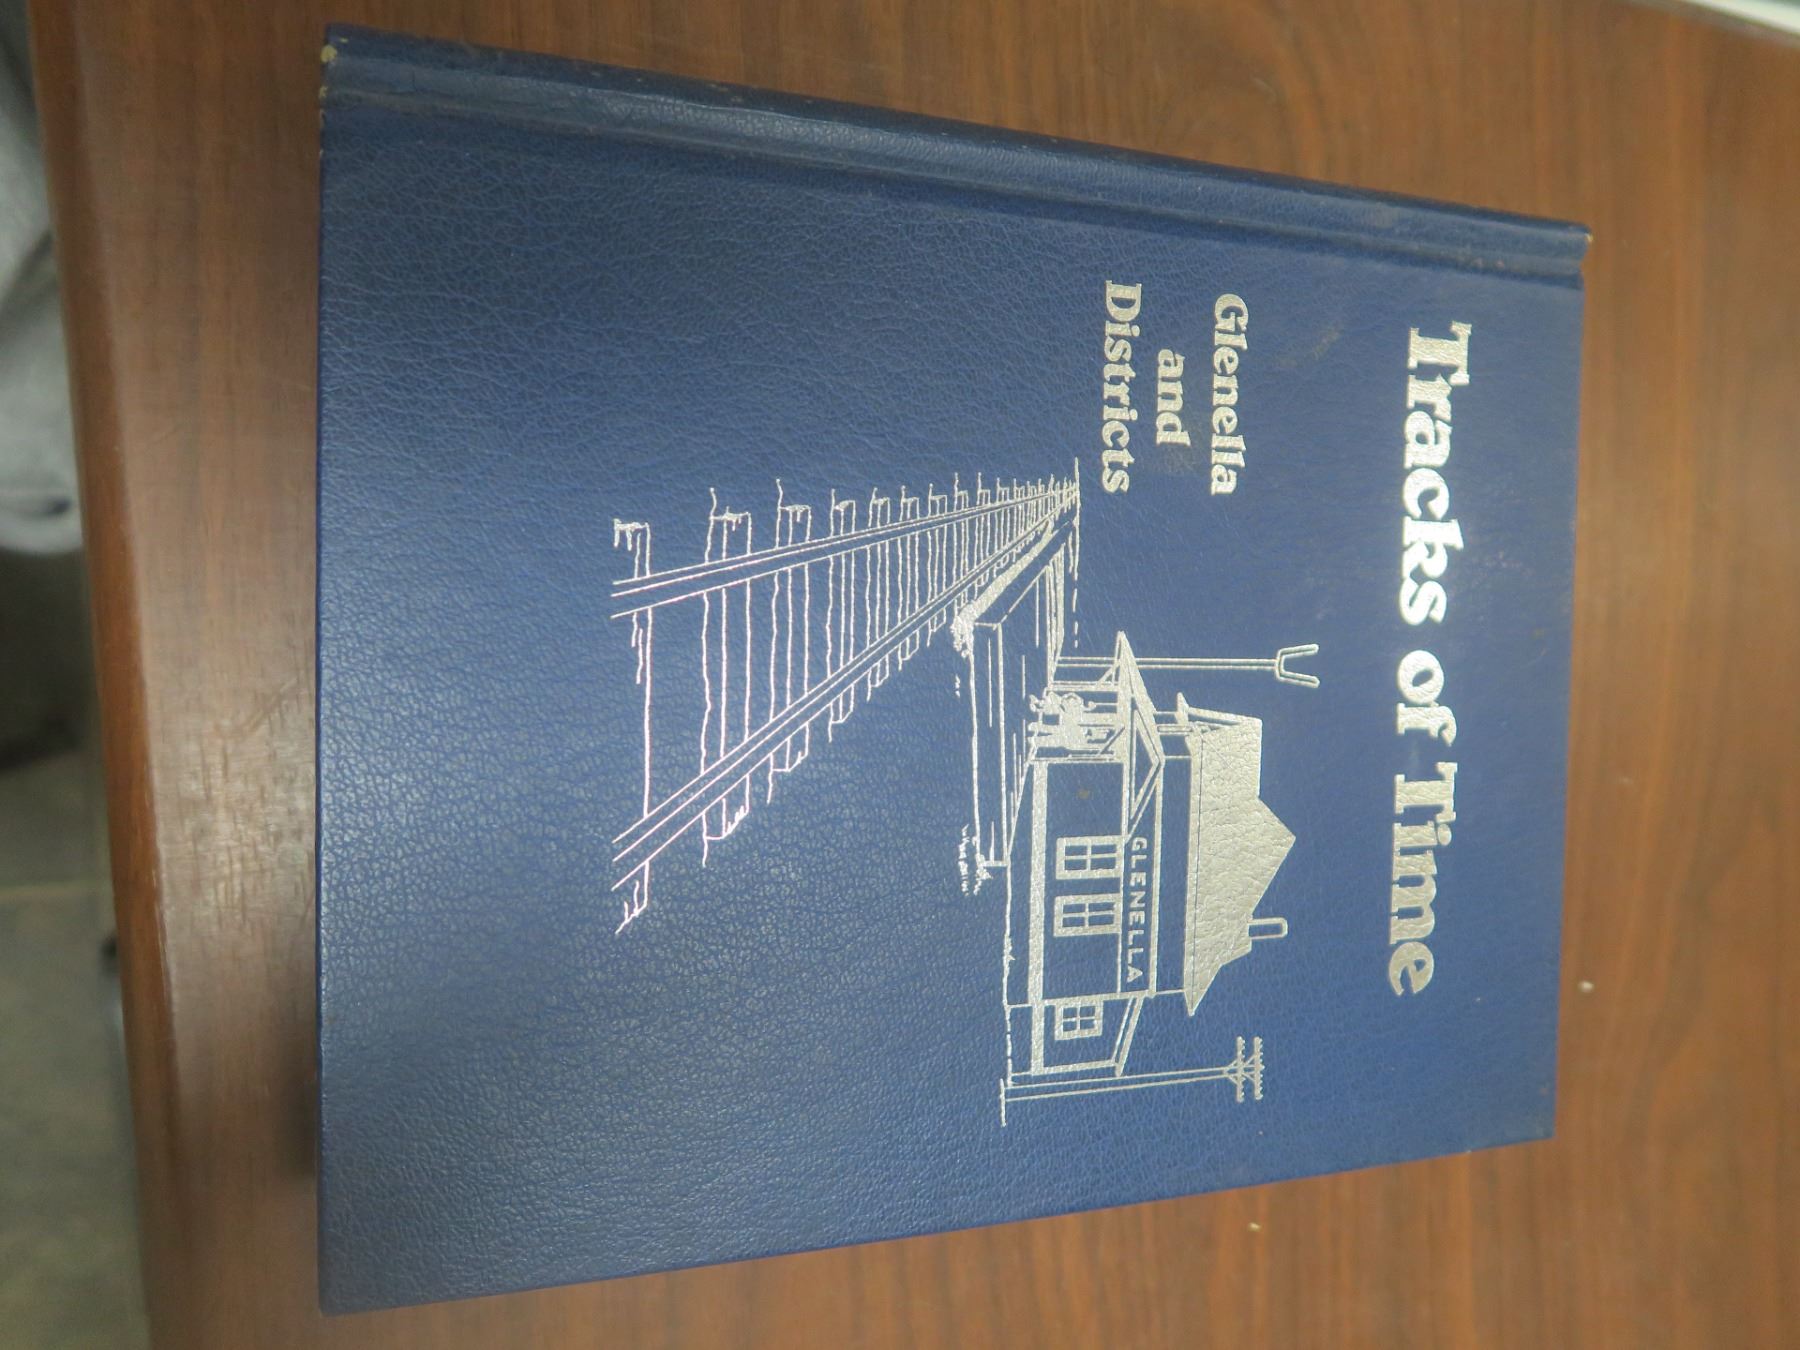 Tracks of Time
Glenella
and
Districts
GLENELLA